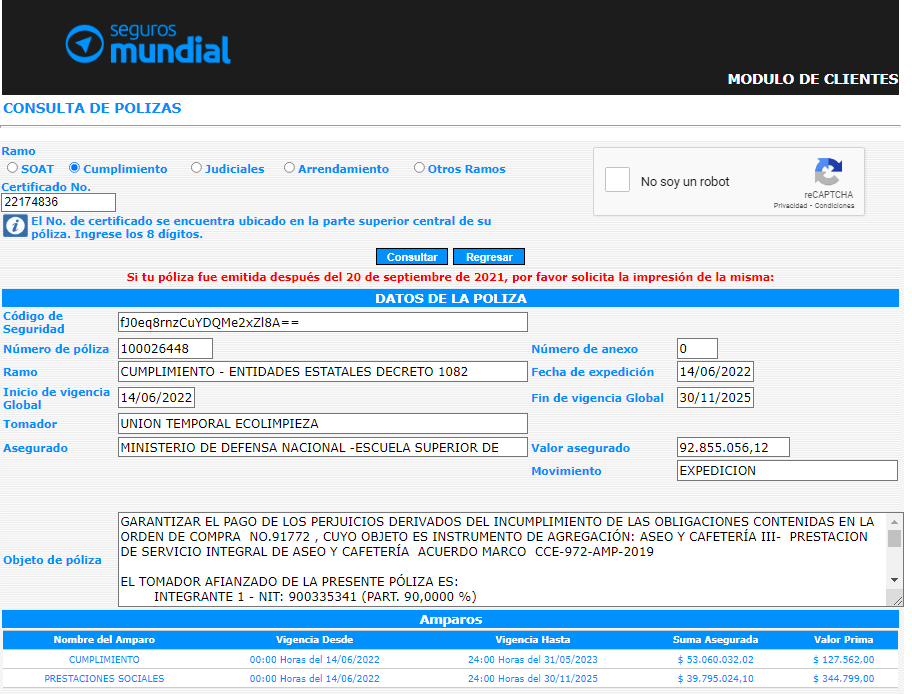 seguros
mundial
MODULO DE CLIENTES
CONSULTA DE POLIZAS
Ramo
SOAT Cumplimiento Judiciales Arrendamiento Otros Ramos
Certificado No.
22174836
El No. de certificado se encuentra ubicado en la parte superior central de su
póliza. Ingrese los 8 dígitos.
No soy un robot
reCAPTCHA
Privacidad - Condiciones
Consultar Regresar
Si tu póliza fue emitida después del 20 de septiembre de 2021, por favor solicita la impresión de la misma:
DATOS DE LA POLIZA
Código de
Seguridad
fJ0eq8rnzCuYDQMe2xZl8A==
Número de póliza 100026448 Número de anexo 0
Ramo CUMPLIMIENTO - ENTIDADES ESTATALES DECRETO 1082 Fecha de expedición 14/06/2022
Inicio de vigencia
Global
14/06/2022 Fin de vigencia Global 30/11/2025
Tomador UNION TEMPORAL ECOLIMPIEZA
Asegurado MINISTERIO DE DEFENSA NACIONAL -ESCUELA SUPERIOR DE Valor asegurado 92.855.056,12
Movimiento EXPEDICION
Objeto de póliza
GARANTIZAR EL PAGO DE LOS PERJUICIOS DERIVADOS DEL INCUMPLIMIENTO DE LAS OBLIGACIONES CONTENIDAS EN LA
ORDEN DE COMPRA NO.91772 , CUYO OBJETO ES INSTRUMENTO DE AGREGACIÓN: ASEO Y CAFETERÍA III- PRESTACION
DE SERVICIO INTEGRAL DE ASEO Y CAFETERÍA ACUERDO MARCO CCE-972-AMP-2019
EL TOMADOR AFIANZADO DE LA PRESENTE PÓLIZA ES:
INTEGRANTE 1 - NIT: 900335341 (PART. 90,0000 %)
Amparos
Nombre del Amparo Vigencia Desde Vigencia Hasta Suma Asegurada Valor Prima
CUMPLIMIENTO 00:00 Horas del 14/06/2022 24:00 Horas del 31/05/2023 $ 53.060.032,02 $ 127.562,00
PRESTACIONES SOCIALES 00:00 Horas del 14/06/2022 24:00 Horas del 30/11/2025 $ 39.795.024,10 $ 344.799,00